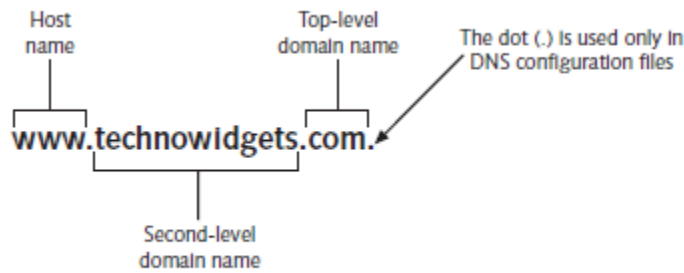 Host
name
Top-level
domain name
The dot (.) is used only in
DNS configuration files
www.technowidgets.com.
Second-level
domain name